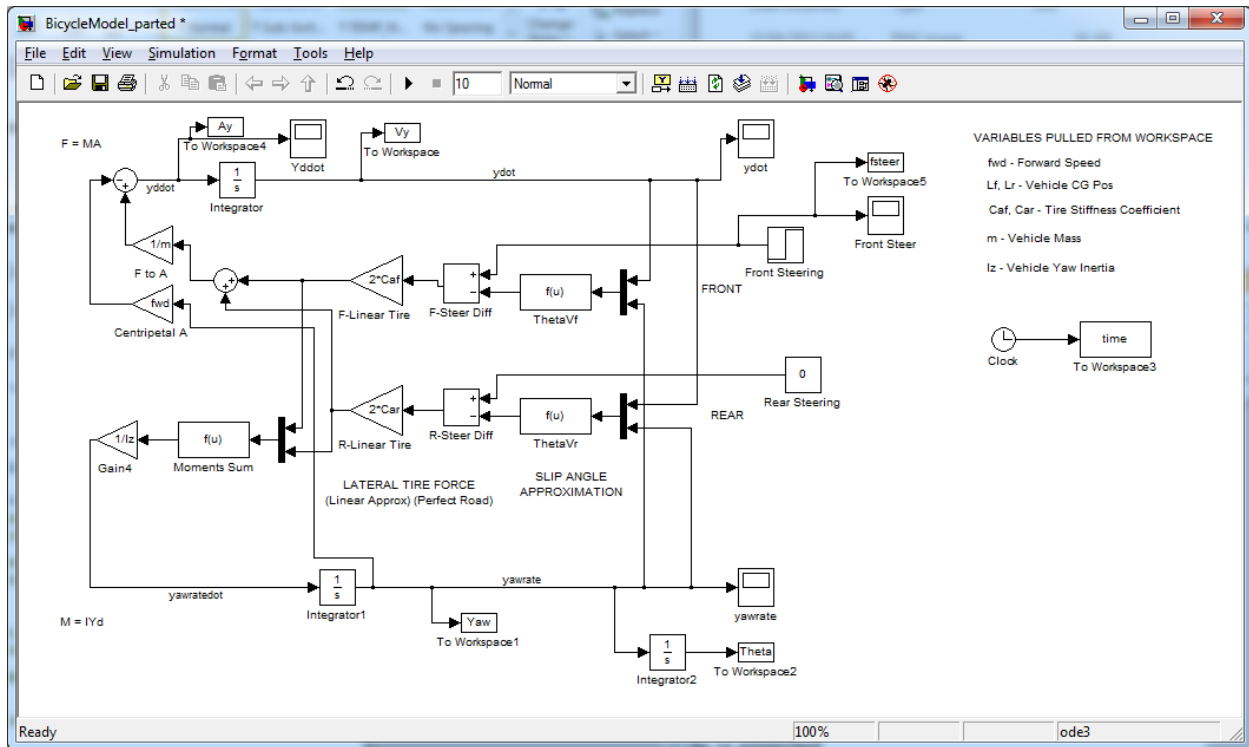 BicycleModel_parted *
File Edit View Simulation Format Tools Help
10
Normal
F = MA
Ay
To Workspace4
Yddot
Vy
To Workspace
ydot
ydot
yddot
1
s
Integrator
fsteer
To Workspace5
Front Steer
VARIABLES PULLED FROM WORKSPACE
fwd - Forward Speed
Lf, Lr - Vehicle CG Pos
Caf, Car - Tire Stiffness Coefficient
m - Vehicle Mass
Iz - Vehicle Yaw Inertia
1/m
F to A
fwd
Centripetal A
2*Caf
F-Linear Tire
F-Steer Diff
f(u)
ThetaVf
Front Steering
FRONT
time
Clock
To Workspace3
0
Rear Steering
REAR
2*Car
R-Linear Tire
R-Steer Diff
f(u)
ThetaVr
1/Iz
Gain4
f(u)
Moments Sum
LATERAL TIRE FORCE
(Linear Approx) (Perfect Road)
SLIP ANGLE
APPROXIMATION
yawratedot
1
s
Integrator1
yawrate
yawrate
M = IYd
Yaw
To Workspace1
1
s
Integrator2
Theta
To Workspace2
Ready
100%
ode3